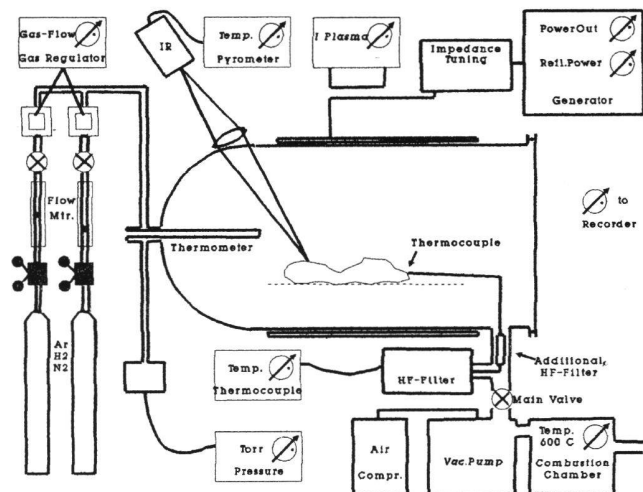 Gas-Flow
Gas Regulator
IR
Temp.
Pyrometer
I Plasma
Impedance
Tuning
PowerOut
Refl.Power
Generator
Flow
Mtr.
Thermometer
Thermocouple
to
Recorder
Ar
H2
N2
Temp.
Thermocouple
HF-Filter
Additional
HF-Filter
Main Valve
Torr
Pressure
Air
Compr.
Vac.Pump
Temp.
600 C
Combustion
Chamber